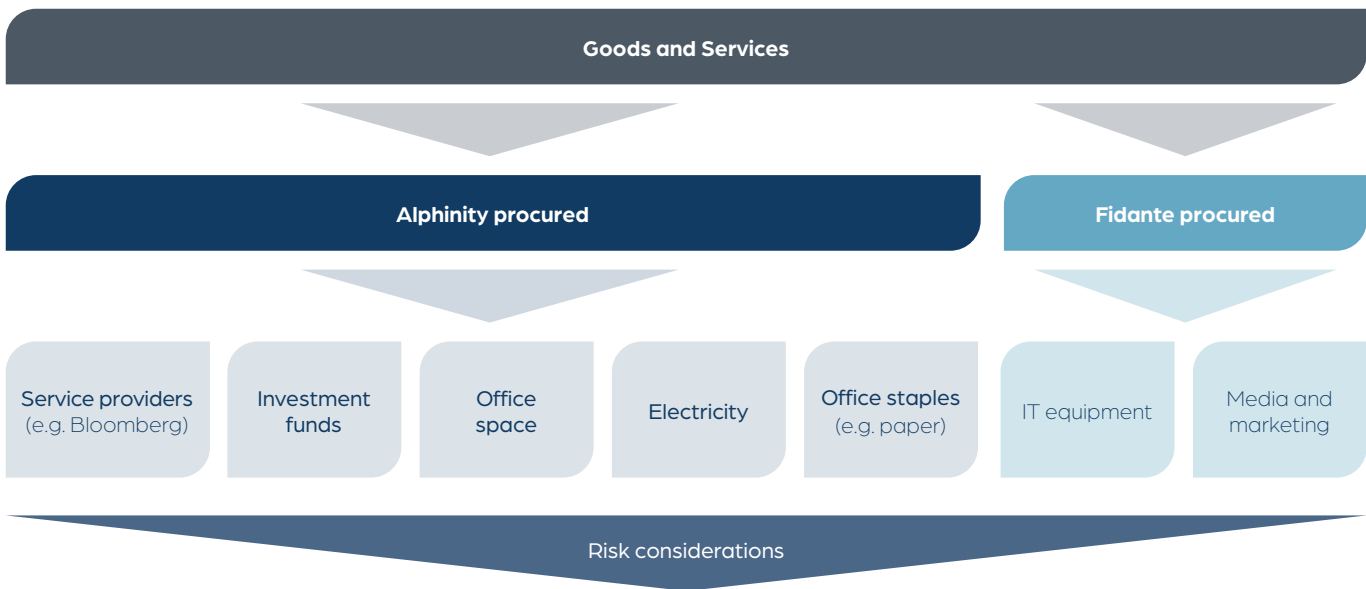 Goods and Services
Alphinity procured
Fidante procured
Service providers
(e.g. Bloomberg)
Investment
funds
Office
space
Electricity
Office staples
(e.g. paper)
IT equipment
Media and
marketing
Risk considerations